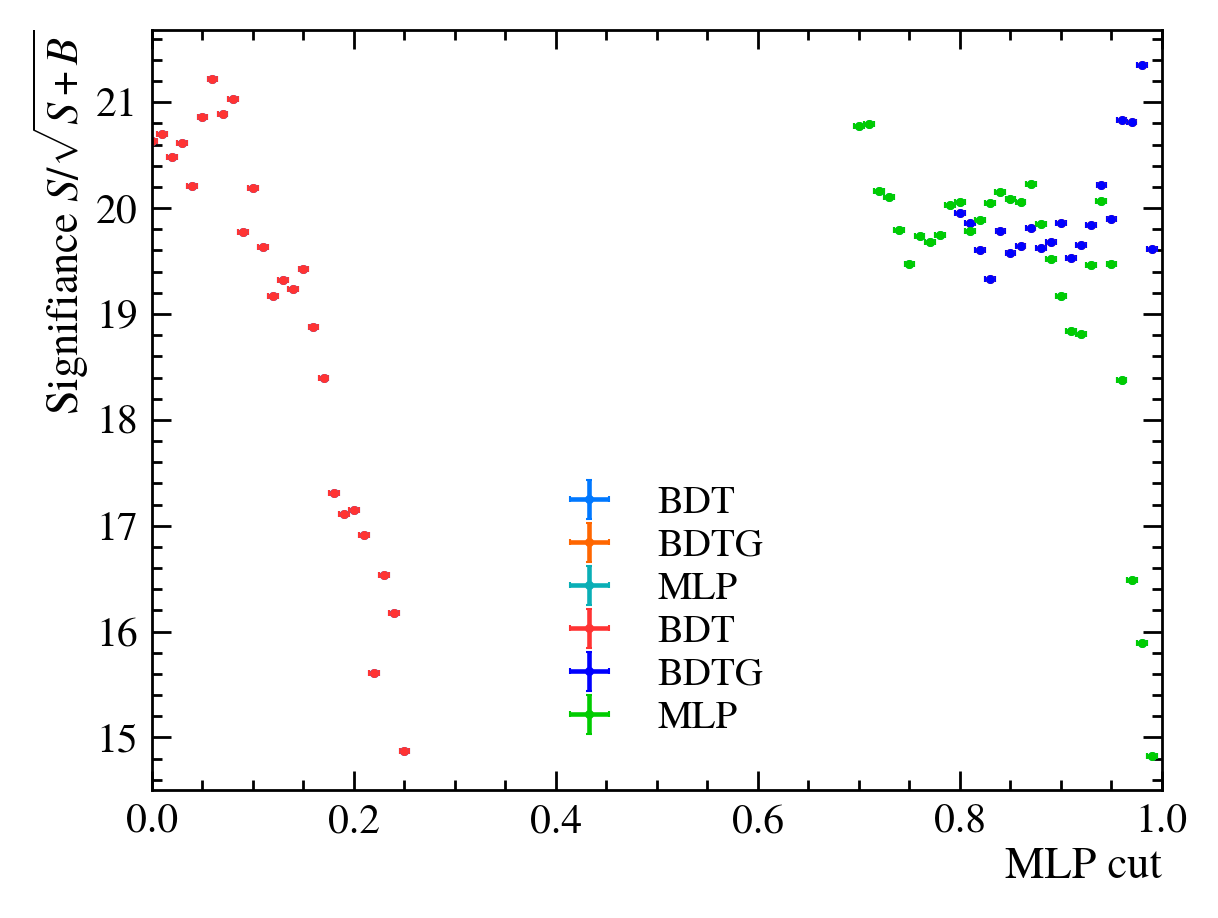 Signifiance S/√S + B
21
20
19
18
17
16
15
BDT
BDTG
MLP
BDT
BDTG
MLP
0.0 0.2 0.4 0.6 0.8 1.0
MLP cut